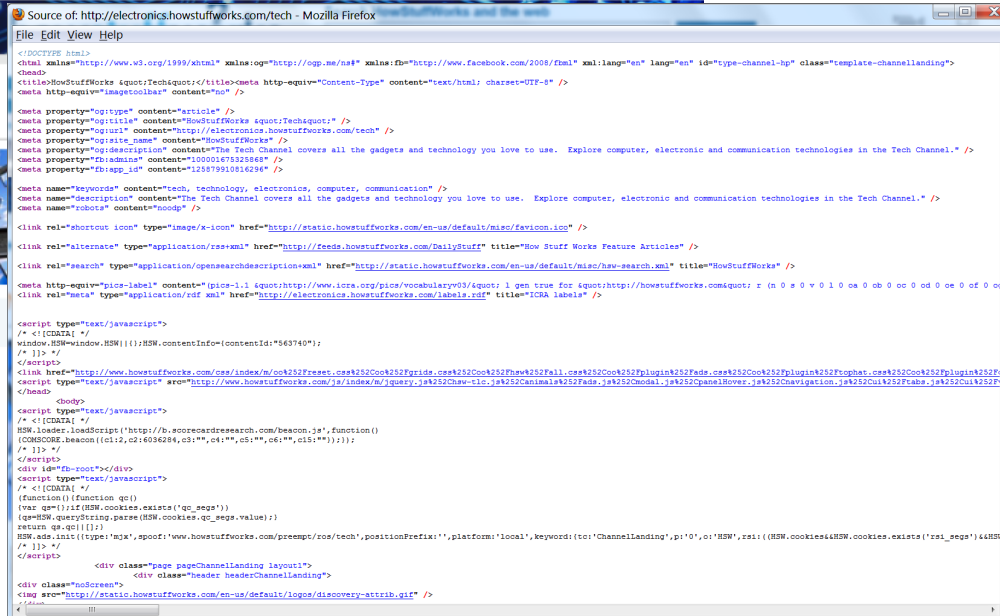 Source of: http://electronics.howstuffworks.com/tech - Mozilla Firefox
File Edit View Help
<!DOCTYPE html>
<html xmlns="http://www.w3.org/1999/xhtml" xmlns:og="http://ogp.me/ns#" xmlns:fb="http://www.facebook.com/2008/fbml" xml:lang="en" lang="en" id="type-channel-hp" class="template-channellanding">
<head>
<title>HowStuffWorks &quot;Tech&quot;</title><meta http-equiv="Content-Type" content="text/html; charset=UTF-8" />
<meta http-equiv="imagetoolbar" content="no" />
<meta property="og:type" content="article" />
<meta property="og:title" content="HowStuffWorks &quot;Tech&quot;" />
<meta property="og:url" content="http://electronics.howstuffworks.com/tech" />
<meta property="og:site_name" content="HowStuffWorks" />
<meta property="og:description" content="The Tech Channel covers all the gadgets and technology you love to use.  Explore computer, electronic and communication technologies in the Tech Channel." />
<meta property="fb:admins" content="100001675325868" />
<meta property="fb:app_id" content="125879910816296" />
<meta name="keywords" content="tech, technology, electronics, computer, communication" />
<meta name="description" content="The Tech Channel covers all the gadgets and technology you love to use.  Explore computer, electronic and communication technologies in the Tech Channel." />
<meta name="robots" content="noodp" />
<link rel="shortcut icon" type="image/x-icon" href="http://static.howstuffworks.com/en-us/default/misc/favicon.ico" />
<link rel="alternate" type="application/rss+xml" href="http://feeds.howstuffworks.com/DailyStuff" title="How Stuff Works Feature Articles" />
<link rel="search" type="application/opensearchdescription+xml" href="http://static.howstuffworks.com/en-us/default/misc/hsw-search.xml" title="HowStuffWorks" />
<meta http-equiv="pics-label" content="(pics-1.1 &quot;http://www.icra.org/pics/vocabularyv03/&quot; l gen true for &quot;http://howstuffworks.com&quot; r (n 0 s 0 v 0 l 0 oa 0 ob 0 oc 0 od 0 oe 0 of 0 og
<link rel="meta" type="application/rdf xml" href="http://electronics.howstuffworks.com/labels.rdf" title="ICRA labels" />
<script type="text/javascript">
/* <![CDATA[ */
window.HSW=window.HSW||{};HSW.contentInfo={contentId:"563740"};
/* ]]> */
</script>
<link href="http://www.howstuffworks.com/css/index/m/oo%252Freset.css%252Coo%252Fgrids.css%252Coo%252Fhsw%252Fall.css%252Coo%252Fplugin%252Fads.css%252Coo%252Fplugin%252Ftophat.css%252Coo%252Fplugin%252F
<script type="text/javascript" src="http://www.howstuffworks.com/js/index/m/jquery.js%252Chsw-tlc.js%252Canimals%252Fads.js%252Cmodal.js%252CpanelHover.js%252Cnavigation.js%252Cui%252Ftabs.js%252Cui%252F
</head>
<body>
<script type="text/javascript">
/* <![CDATA[ */
HSW.loader.loadScript('http://b.scorecardresearch.com/beacon.js',function()
{COMSCORE.beacon({c1:2,c2:6036284,c3:"",c4:"",c5:"",c6:"",c15:""});});
/* ]]> */
</script>
<div id="fb-root"></div>
<script type="text/javascript">
/* <![CDATA[ */
(function(){function qc()
{var qs={};if(HSW.cookies.exists('qc_segs'))
{qs=HSW.queryString.parse(HSW.cookies.qc_segs.value);}
return qs.qc||[];}
HSW.ads.init({type:'mjx',spoof:'www.howstuffworks.com/preempt/ros/tech',positionPrefix:'',platform:'local',keyword:{tc:'ChannelLanding',p:'0',o:'HSW',rsi:((HSW.cookies&&HSW.cookies.exists('rsi_segs')&&HSW
/* ]]> */
</script>
<div class="page pageChannelLanding layout1">
<div class="header headerChannelLanding">
<div class="noScreen">
<img src="http://static.howstuffworks.com/en-us/default/logos/discovery-attrib.gif" />